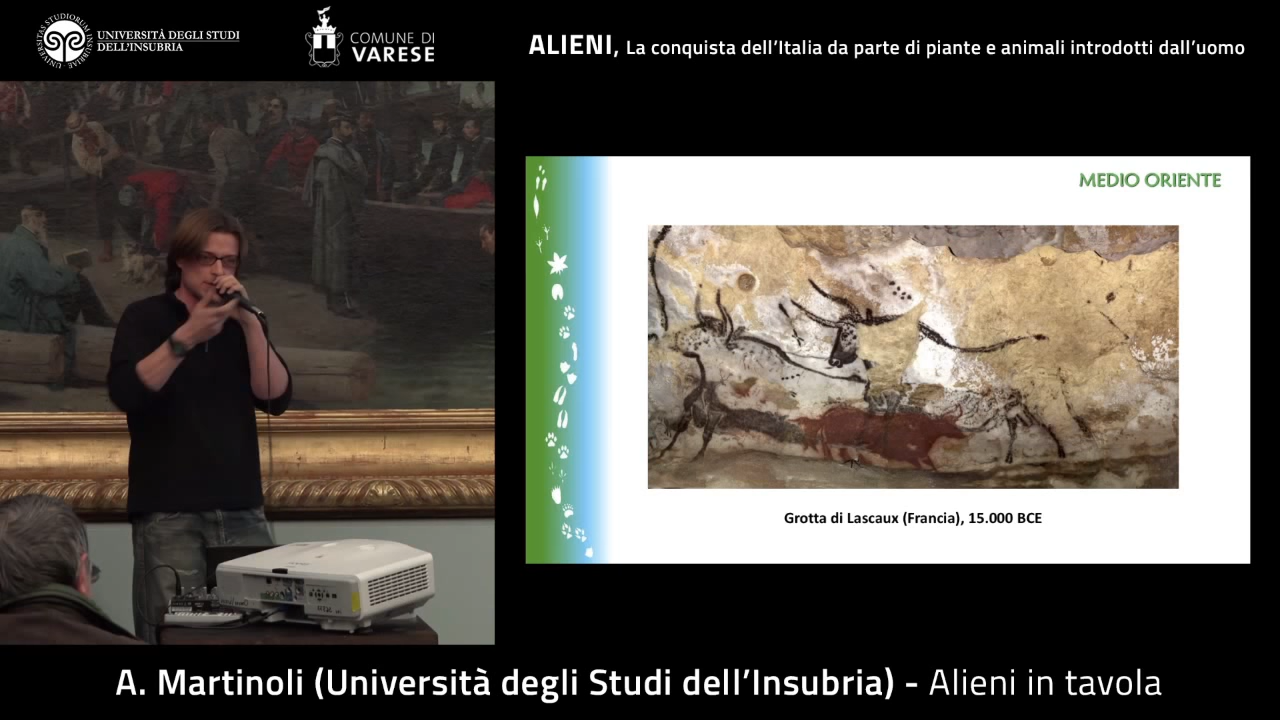 UNIVERSITÀ DEGLI STUDI
DELL'INSUBRIA
COMUNE DI
VARESE
ALIENI, La conquista dell'Italia da parte di piante e animali introdotti dall'uomo
MEDIO ORIENTE
Grotta di Lascaux (Francia), 15.000 BCE
A. Martinoli (Università degli Studi dell'Insubria) - Alieni in tavola